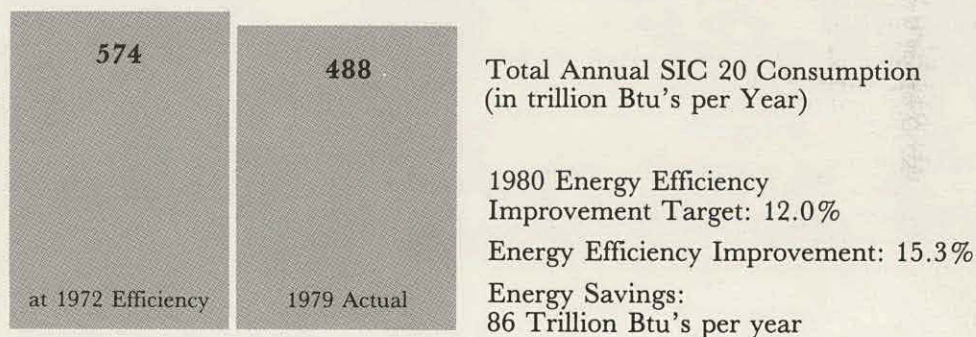 574
488
at 1972 Efficiency
1979 Actual
Total Annual SIC 20 Consumption
(in trillion Btu's per Year)
1980 Energy Efficiency
Improvement Target: 12.0%
Energy Efficiency Improvement: 15.3%
Energy Savings:
86 Trillion Btu's per year